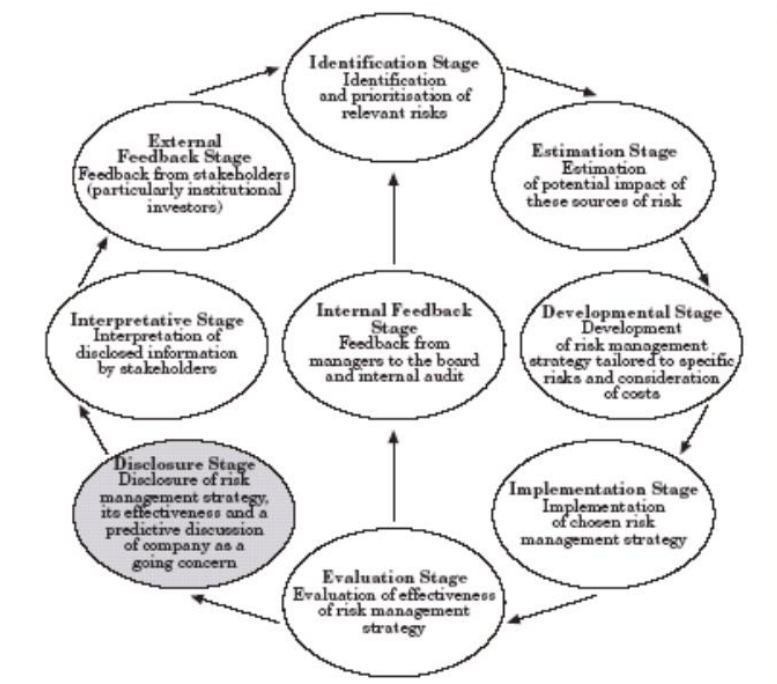 Identification Stage
Identification
and prioritisation of
relevant risks
External
Feedback Stage
Feedback from stakeholders
(particularly institutional
investors)
Estimation Stage
Estimation
of potential impact of
these sources of risk
Interpretative Stage
Interpretation of
disclosed information
by stakeholders
Internal Feedback
Stage
Feedback from
managers to the board
and internal audit
Developmental Stage
Development
of risk management
strategy tailored to specific
risks and consideration
of costs
Disclosure Stage
Disclosure of risk
management strategy,
its effectiveness and a
predictive discussion
of company as a
going concern
Implementation Stage
Implementation
of chosen risk
management strategy
Evaluation Stage
Evaluation of effectiveness
of risk management
strategy